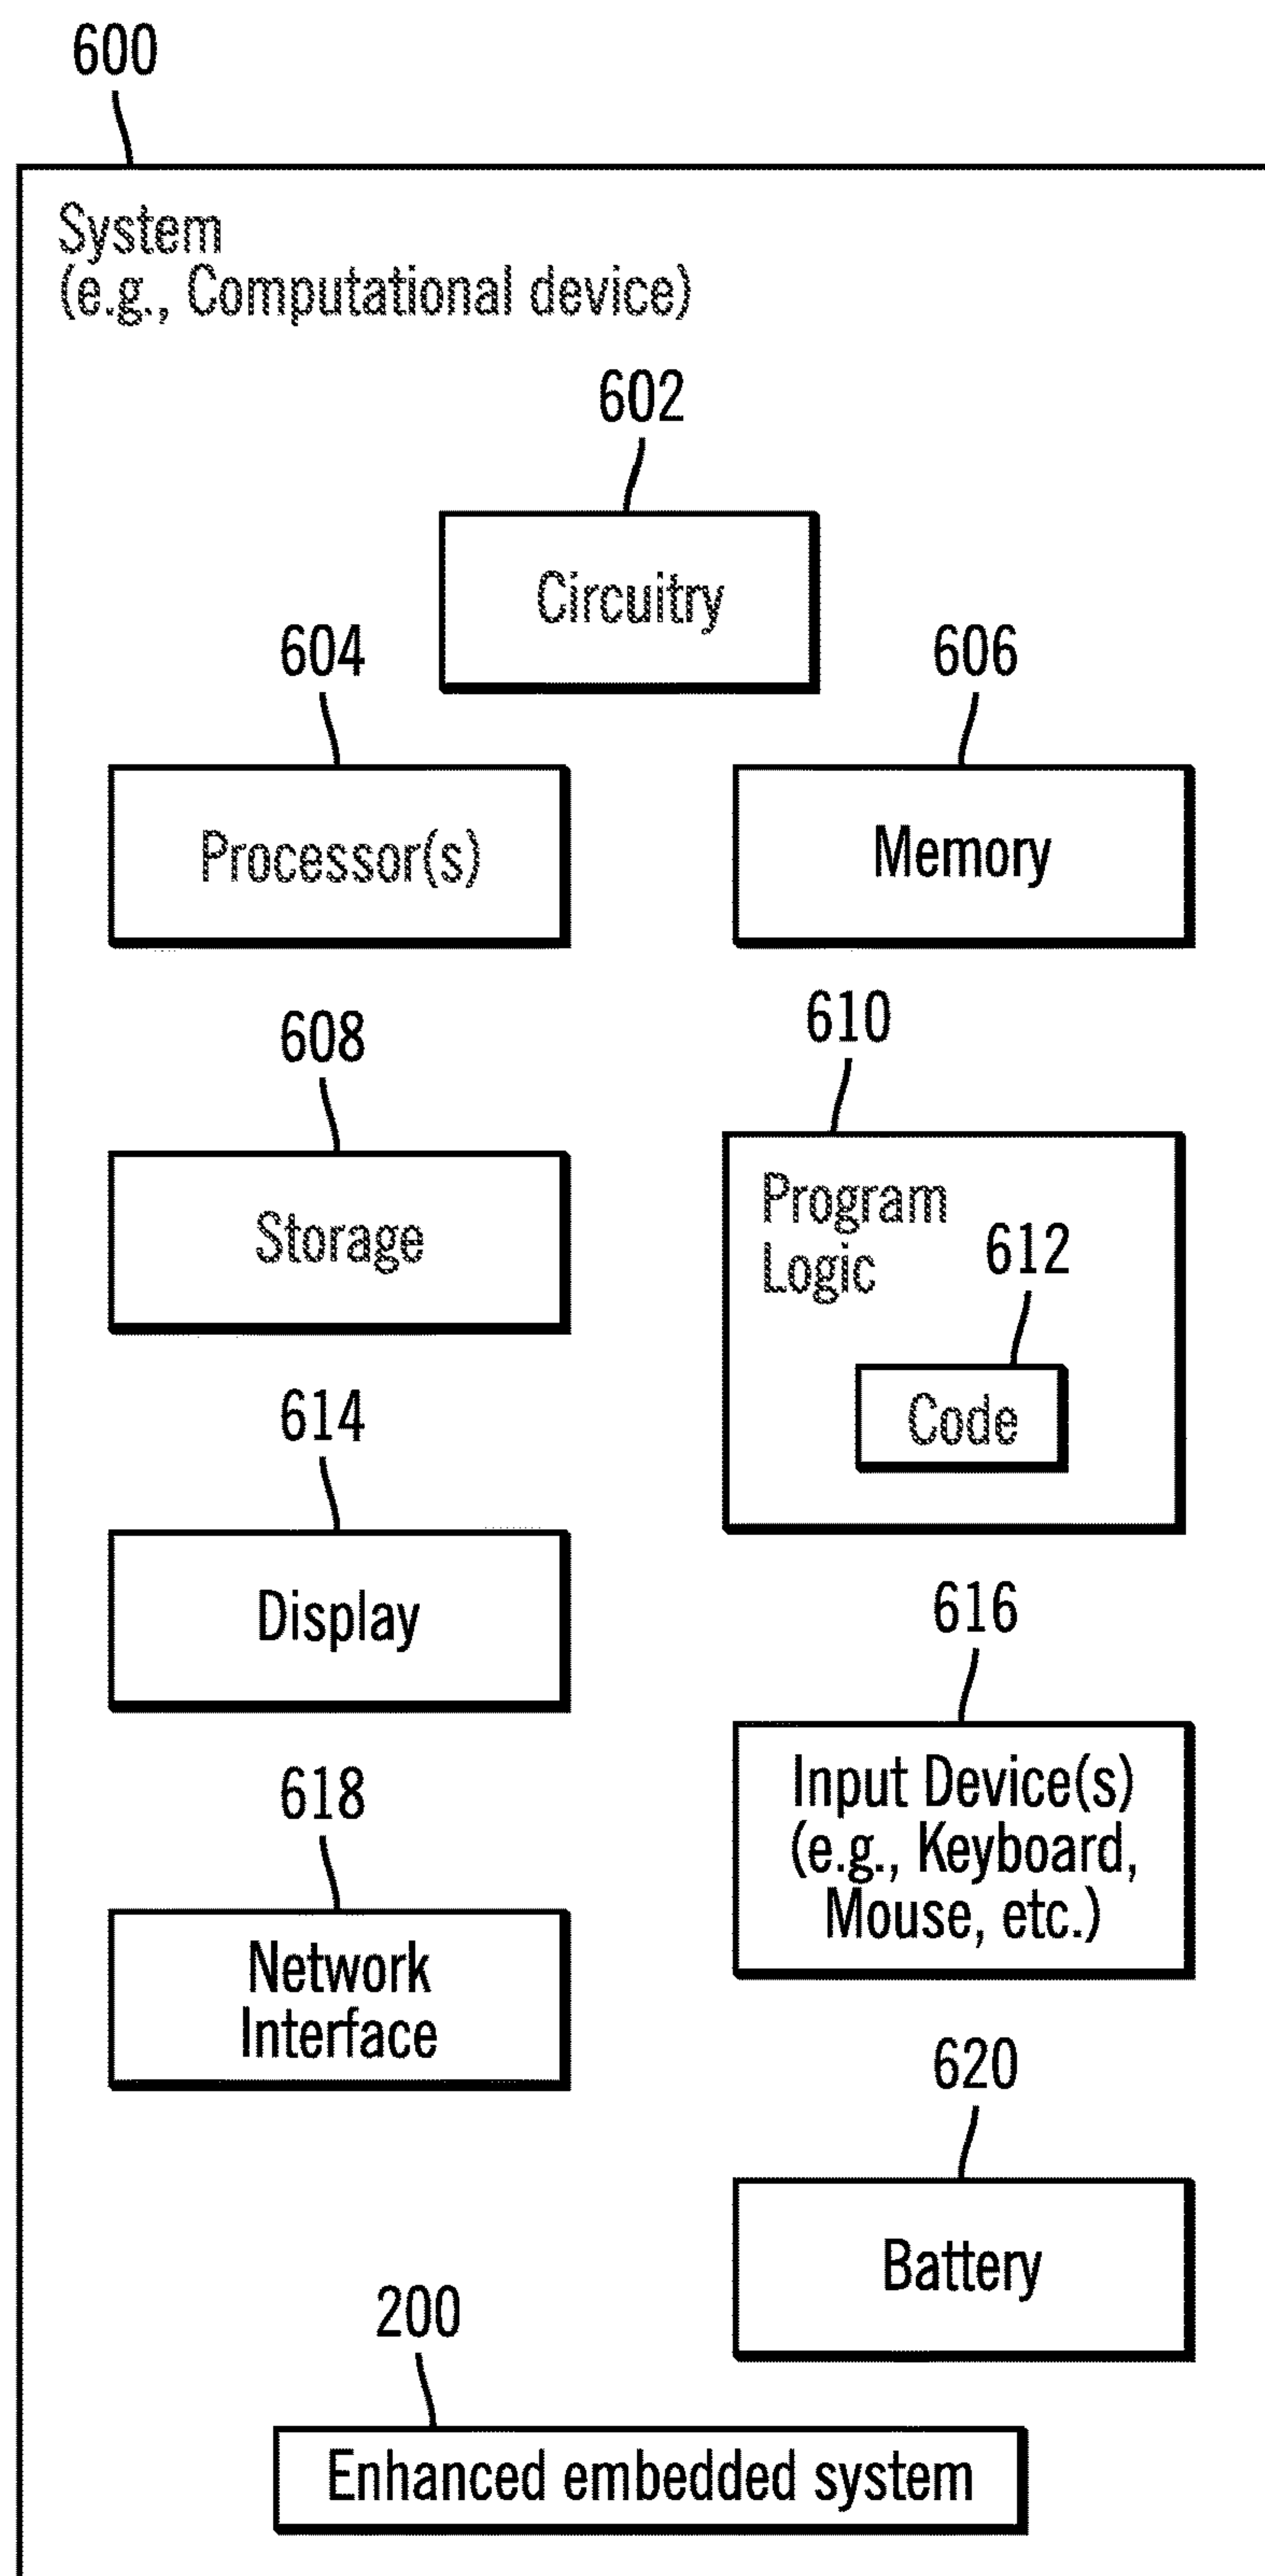 600
System
(e.g., Computational device)
602
Circuitry
604
606
Processor(s)
Memory
608
610
Storage
Program
Logic
612
Code
614
Display
616
Input Device(s)
(e.g., Keyboard,
Mouse, etc.)
618
Network
Interface
620
Battery
200
Enhanced embedded system